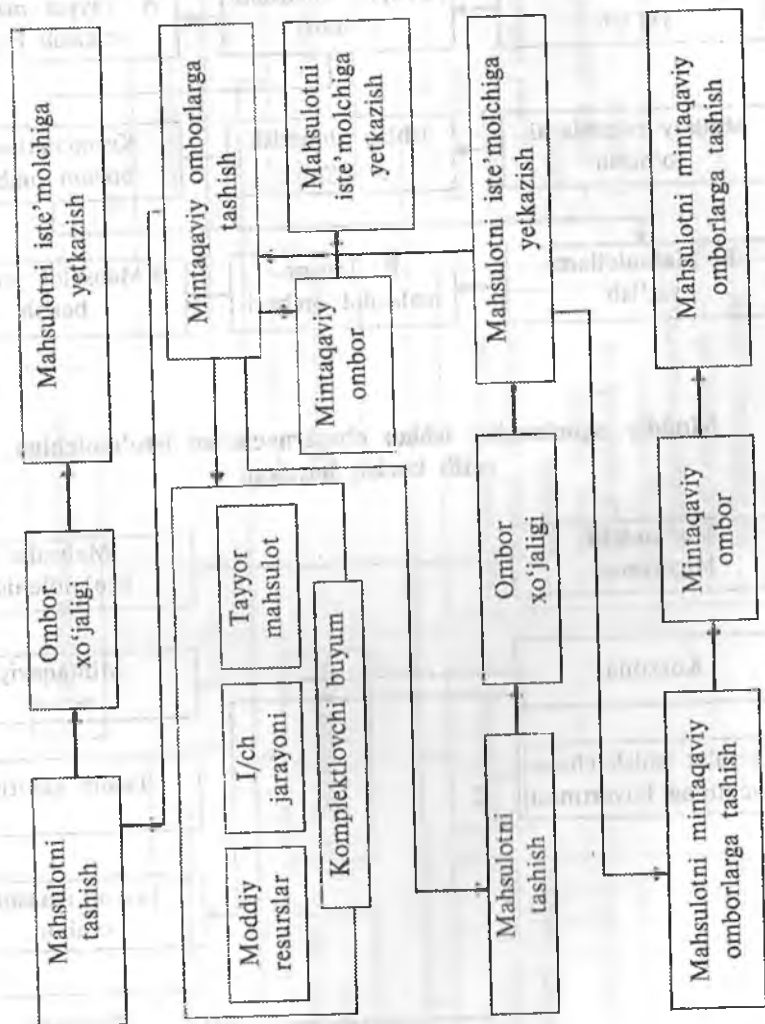 Mahsulotni
tashish
Ombor
xo‘jaligi
Mahsulotni iste’molchiga
yetkazish
Moddiy
resurslar
I/ch
jarayoni
Tayyor
mahsulot
Komplektlovchi buyum
Mintaqaviy omborlarga
tashish
Mintaqaviy
ombor
Mahsulotni
iste’molchiga
yetkazish
Mahsulotni
tashish
Ombor
xo‘jaligi
Mahsulotni iste’molchiga
yetkazish
Mahsulotni mintaqaviy
omborlarga tashish
Mintaqaviy
ombor
Mahsulotni mintaqaviy
omborlarga tashish